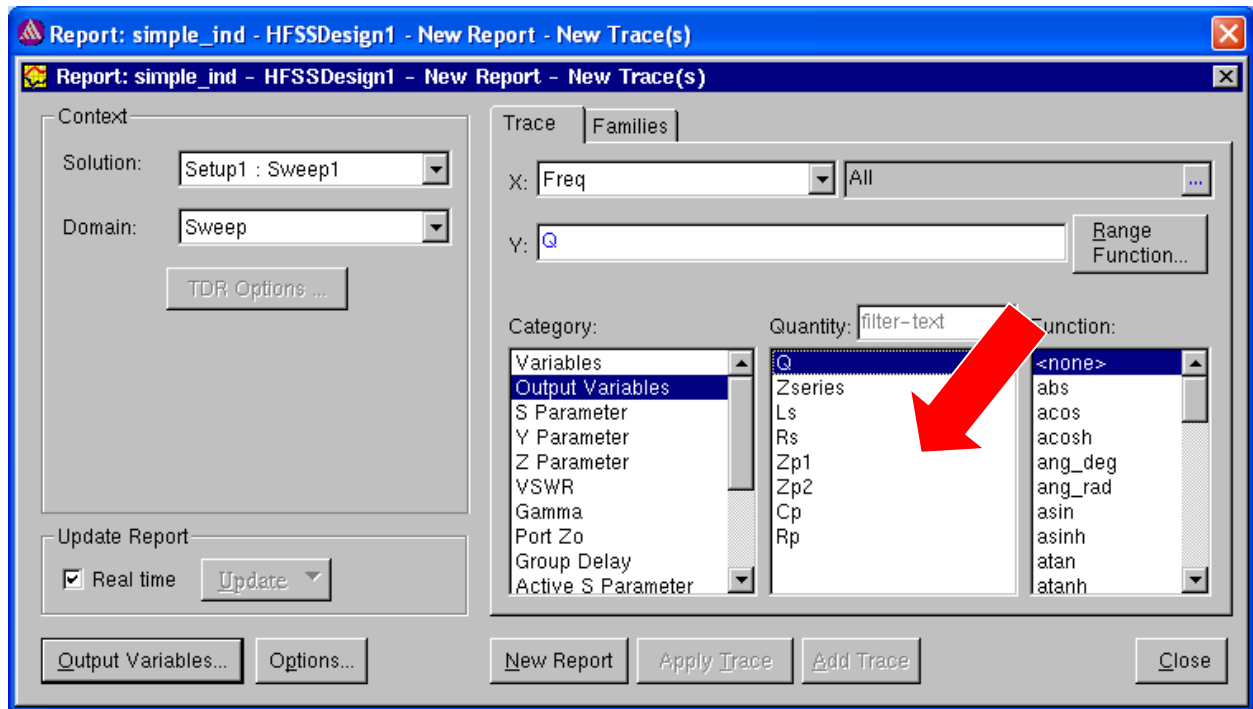 Report: simple_ind - HFSSDesign1 - New Report - New Trace(s)
Report: simple_ind - HFSSDesign1 - New Report - New Trace(s)
Context
Solution:
Setup1 : Sweep1
Domain:
Sweep
TDR Options ...
Update Report
Real time
Update
Output Variables...
Options...
Trace
Families
X:
Freq
All
...
Y:
Q
Range
Function...
Category:
Variables
Output Variables
S Parameter
Y Parameter
Z Parameter
VSWR
Gamma
Port Zo
Group Delay
Active S Parameter
Quantity:
filter-text
Q
Zseries
Ls
Rs
Zp1
Zp2
Cp
Rp
Function:
<none>
abs
acos
acosh
ang_deg
ang_rad
asin
asinh
atan
atanh
New Report
Apply Trace
Add Trace
Close